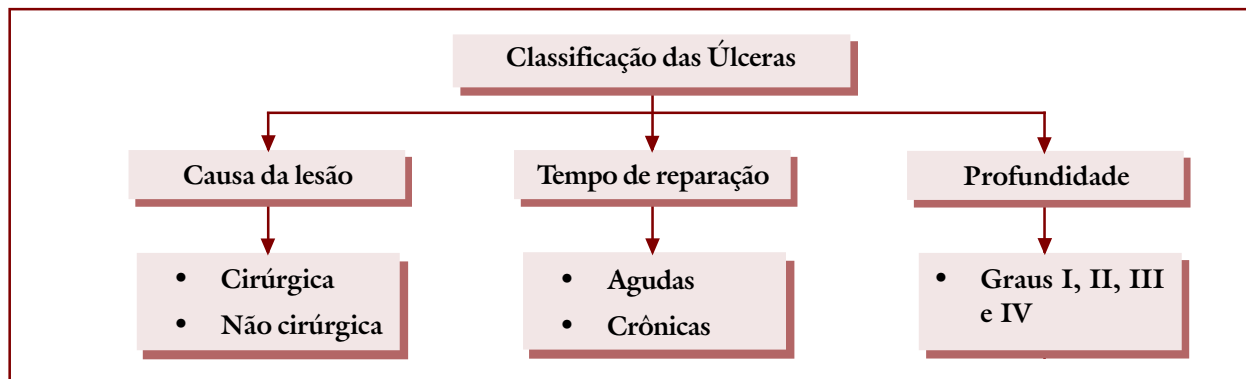 Classificação das Úlceras
Causa da lesão
Tempo de reparação
Profundidade
• Cirúrgica
• Não cirúrgica
• Agudas
• Crônicas
• Graus I, II, III
e IV